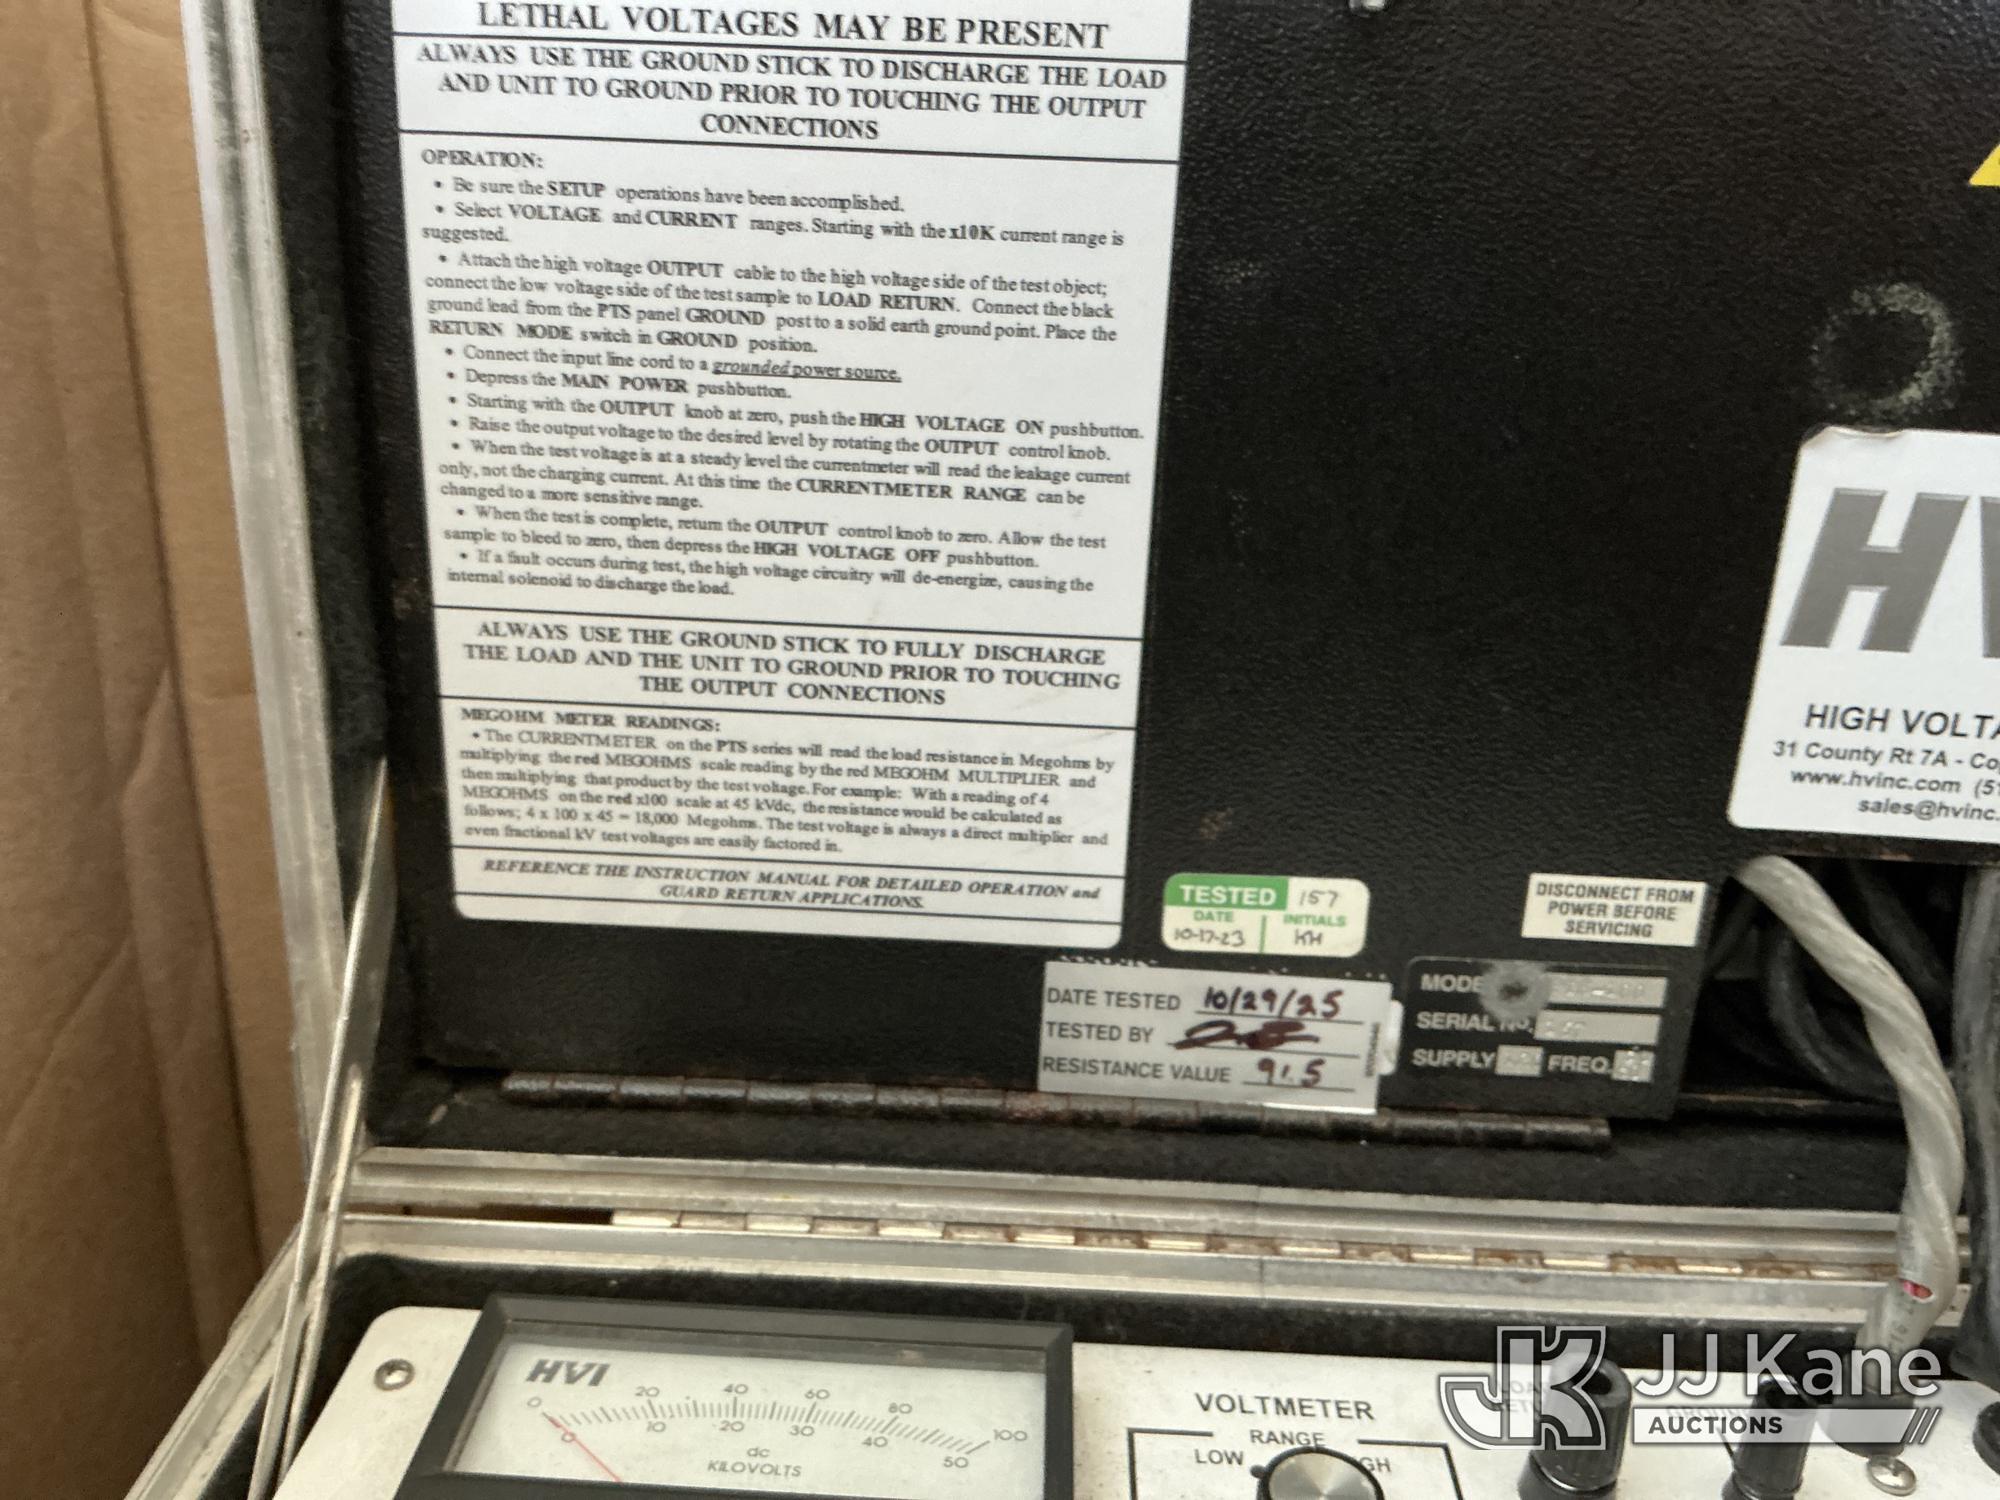 LETHAL VOLTAGES MAY BE PRESENT
ALWAYS USE THE GROUND STICK TO DISCHARGE THE LOAD
AND UNIT TO GROUND PRIOR TO TOUCHING THE OUTPUT
CONNECTIONS
OPERATION:
• Be sure the SETUP operations have been accomplished.
• Select VOLTAGE and CURRENT ranges. Starting with the x10K current range is
suggested.
• Attach the high voltage OUTPUT cable to the high voltage side of the test object;
connect the low voltage side of the test sample to LOAD RETURN. Connect the black
ground lead from the PTS panel GROUND post to a solid earth ground point. Place the
RETURN MODE switch in GROUND position.
• Connect the input line cord to a grounded power source.
• Depress the MAIN POWER pushbutton.
• Starting with the OUTPUT knob at zero, push the HIGH VOLTAGE ON pushbutton.
• Raise the output voltage to the desired level by rotating the OUTPUT control knob.
• When the test voltage is at a steady level the currentmeter will read the leakage current
only, not the charging current. At this time the CURRENTMETER RANGE can be
changed to a more sensitive range.
• When the test is complete, return the OUTPUT control knob to zero. Allow the test
sample to bleed to zero, then depress the HIGH VOLTAGE OFF pushbutton.
• If a fault occurs during test, the high voltage circuitry will de-energize, causing the
internal solenoid to discharge the load.
ALWAYS USE THE GROUND STICK TO FULLY DISCHARGE
THE LOAD AND THE UNIT TO GROUND PRIOR TO TOUCHING
THE OUTPUT CONNECTIONS
MEGOHM METER READINGS:
• The CURRENTMETER on the PTS series will read the load resistance in Megohms by
multiplying the red MEGOHMS scale reading by the red MEGOHM MULTIPLIER and
then multiplying that product by the test voltage. For example: With a reading of 4
MEGOHMS on the red x100 scale at 45 kVdc, the resistance would be calculated as
follows; 4 x 100 x 45 = 18,000 Megohms. The test voltage is always a direct multiplier and
even fractional kV test voltages are easily factored in.
REFERENCE THE INSTRUCTION MANUAL FOR DETAILED OPERATION and
GUARD RETURN APPLICATIONS.
HV
HIGH VOLTA
31 County Rt 7A - Co
www.hvinc.com (5
sales@hvinc.
TESTED 157
DATE INITIALS
10-17-23 KH
DISCONNECT FROM
POWER BEFORE
SERVICING
DATE TESTED 10/29/25
TESTED BY
RESISTANCE VALUE 91.5
MODE
SERIAL NO.
SUPPLY FREQ.
HVI
0 20 40 60 80 100
0 10 20 30 40 50
dc
KILOVOLTS
VOLTMETER
RANGE
LOW GH
JK JJ Kane
AUCTIONS